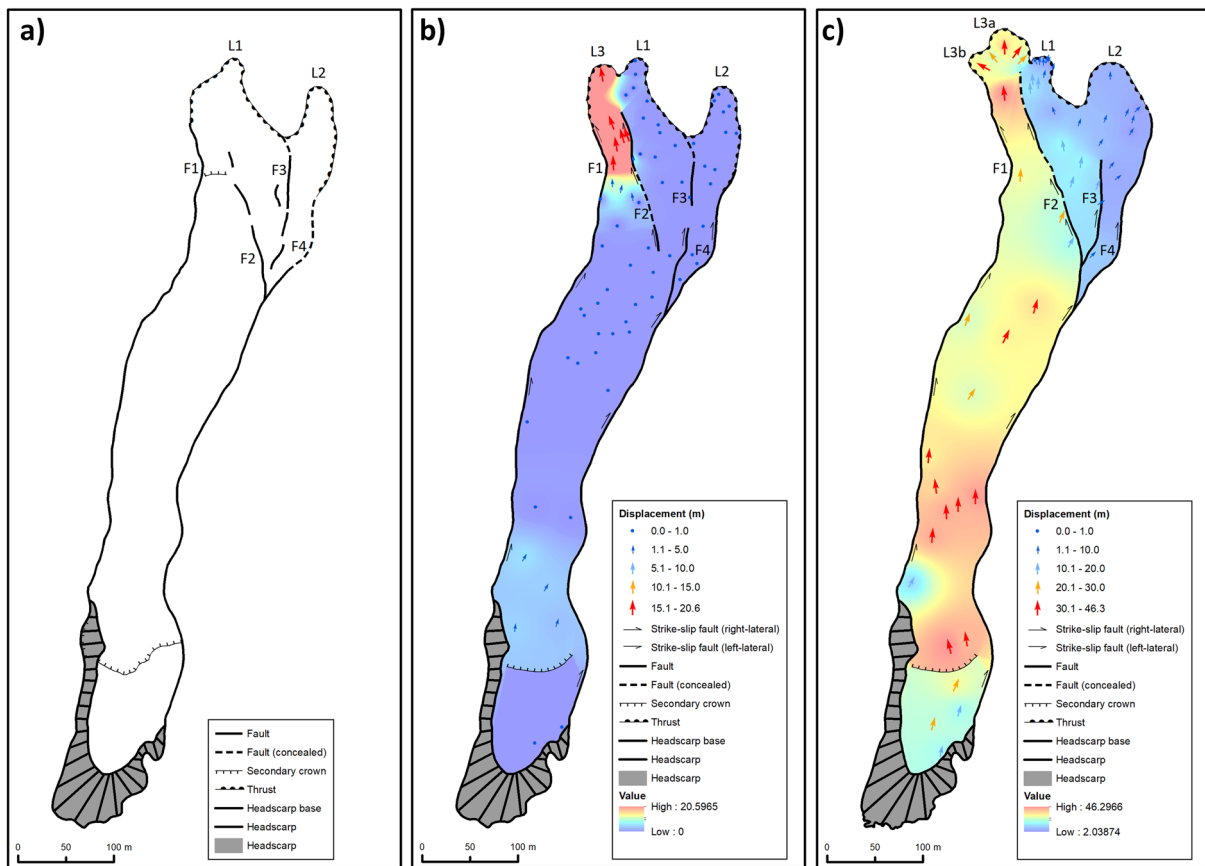 a)
L1
L2
F1
F3
F2
F4
Fault
Fault (concealed)
Secondary crown
Thrust
Headscarp base
Headscarp
Headscarp
0 50 100 m
b)
L3
L1
L2
F1
F3
F2
F4
Displacement (m)
0.0 - 1.0
1.1 - 5.0
5.1 - 10.0
10.1 - 15.0
15.1 - 20.6
Strike-slip fault (right-lateral)
Strike-slip fault (left-lateral)
Fault
Fault (concealed)
Secondary crown
Thrust
Headscarp base
Headscarp
Headscarp
Value
High : 20.5965
Low : 0
0 50 100 m
c)
L3a
L3b
L1
L2
F1
F3
F2
F4
Displacement (m)
0.0 - 1.0
1.1 - 10.0
10.1 - 20.0
20.1 - 30.0
30.1 - 46.3
Strike-slip fault (right-lateral)
Strike-slip fault (left-lateral)
Fault
Fault (concealed)
Secondary crown
Thrust
Headscarp base
Headscarp
Headscarp
Value
High : 46.2966
Low : 2.03874
0 50 100 m